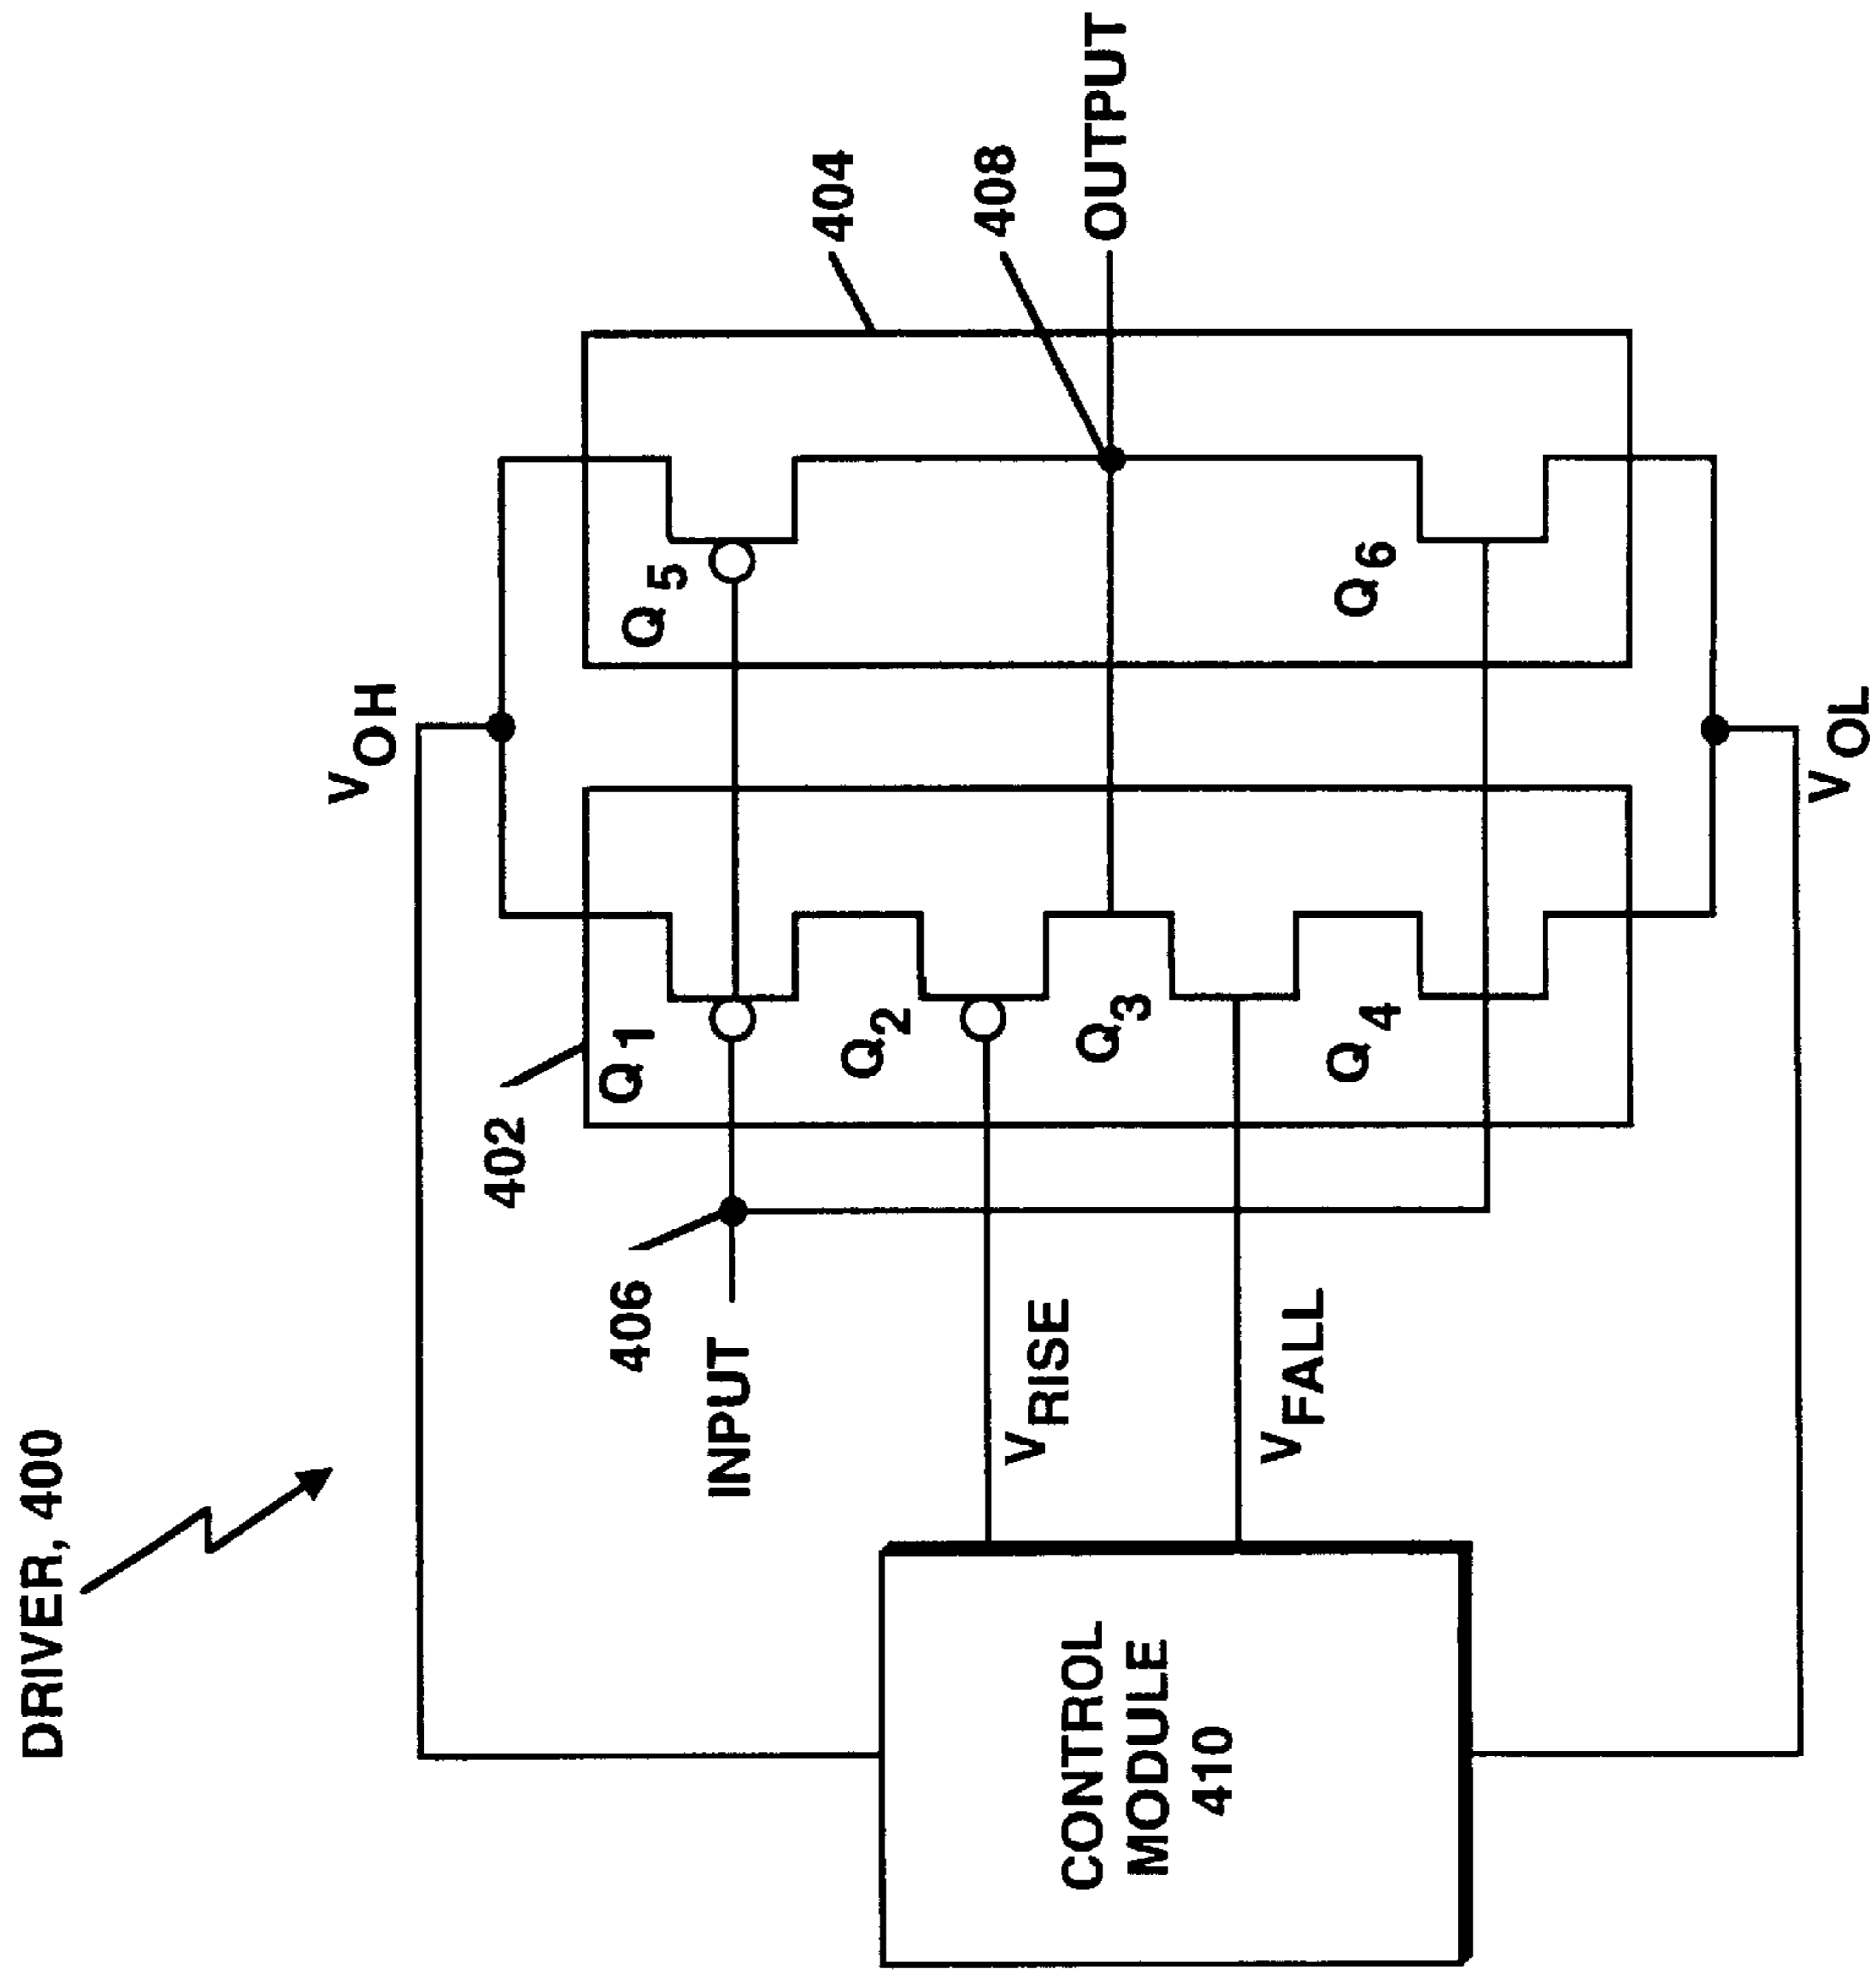 DRIVER, 400
V OH
402
Q1
Q5
404
406
INPUT
Q2
408
VRISE
Q3
OUTPUT
CONTROL
MODULE
410
VFALL
Q4
Q6
VOL